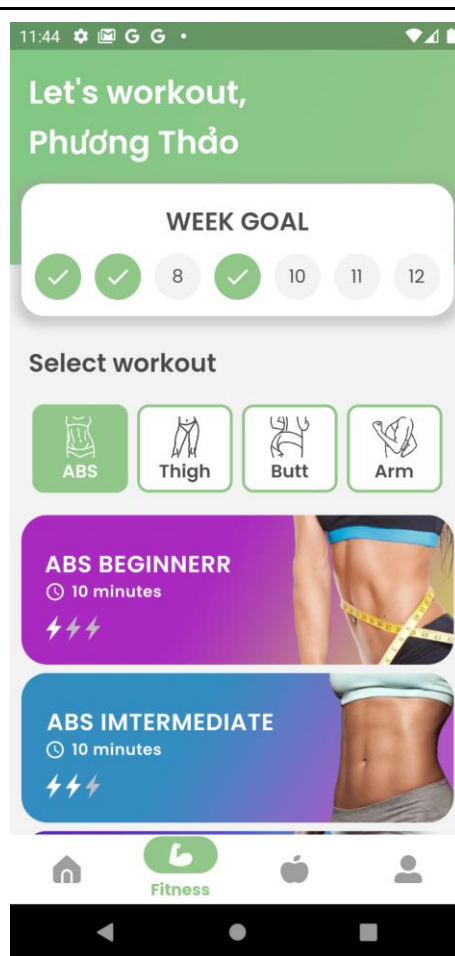 11:44 G G
Let's workout,
Phương Thảo
WEEK GOAL
8 10 11 12
Select workout
ABS Thigh Butt Arm
ABS BEGINNERR
10 minutes
ABS IMTERMEDIATE
10 minutes
Fitness